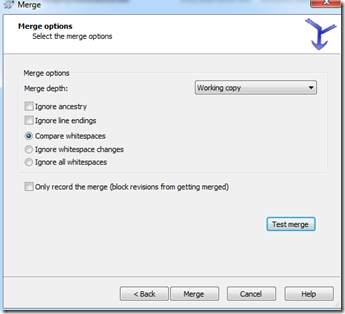 Merge
Merge options
Select the merge options
Merge options
Merge depth: Working copy
Ignore ancestry
Ignore line endings
Compare whitespaces
Ignore whitespace changes
Ignore all whitespaces
Only record the merge (block revisions from getting merged)
Test merge
< Back Merge Cancel Help